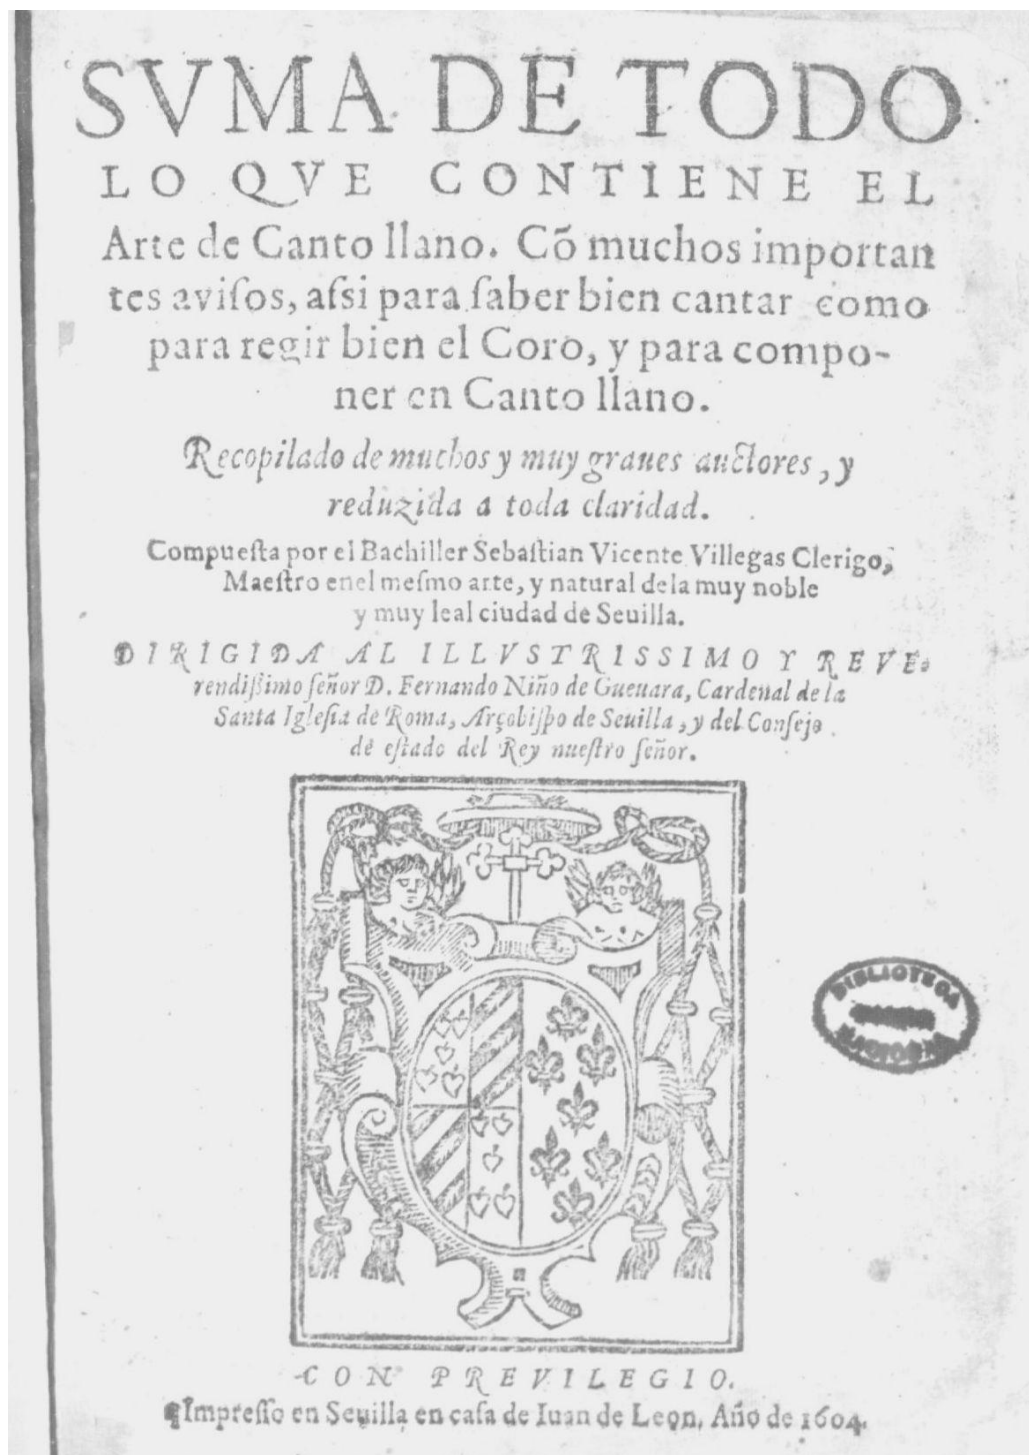 SVMA DE TODO
LO QVE CONTIENE EL
Arte de Canto llano. Cõ muchos importan
tes auiſos, aſsi para ſaber bien cantar como
para regir bien el Coro, y para compo-
ner en Canto llano.
Recopilado de muchos y muy graues auctores, y
reduzida a toda claridad.
Compueſta por el Bachiller Sebaſtian Vicente Villegas Clerigo,
Maeſtro enel meſmo arte, y natural dela muy noble
y muy leal ciudad de Seuilla.
DIRIGIDA AL ILLVSTRISSIMO Y REVE-
rendiſſimo ſeñor D. Fernando Niño de Gueuara, Cardenal de la
Santa Igleſia de Roma, Arçobiſpo de Seuilla, y del Conſejo
de eſtado del Rey nueſtro ſeñor.
BIBLIOTECA
NACIONAL
CON PREVILEGIO.
¶Impreſſo en Seuilla en caſa de Iuan de Leon. Año de 1604.